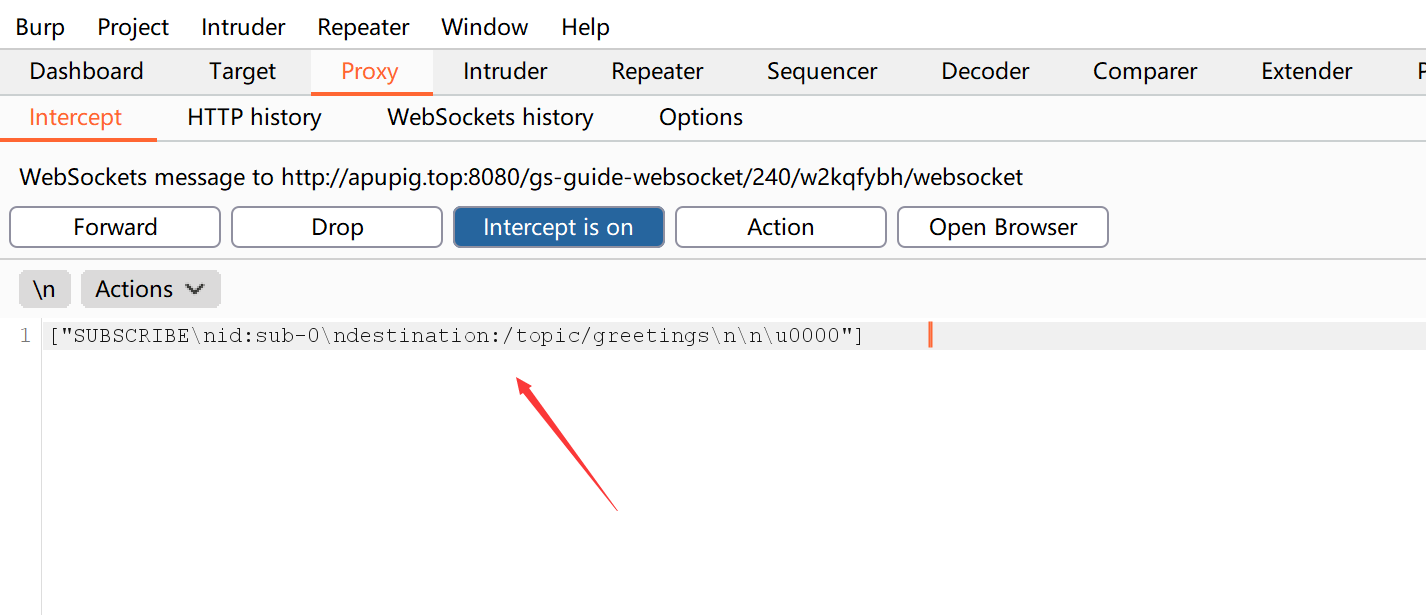 Burp Project Intruder Repeater Window Help
Dashboard Target Proxy Intruder Repeater Sequencer Decoder Comparer Extender
Intercept HTTP history WebSockets history Options
WebSockets message to http://apupig.top:8080/gs-guide-websocket/240/w2kqfybh/websocket
Forward Drop Intercept is on Action Open Browser
\n Actions
1 ["SUBSCRIBE\nid:sub-0\ndestination:/topic/greetings\n\n\u0000"]